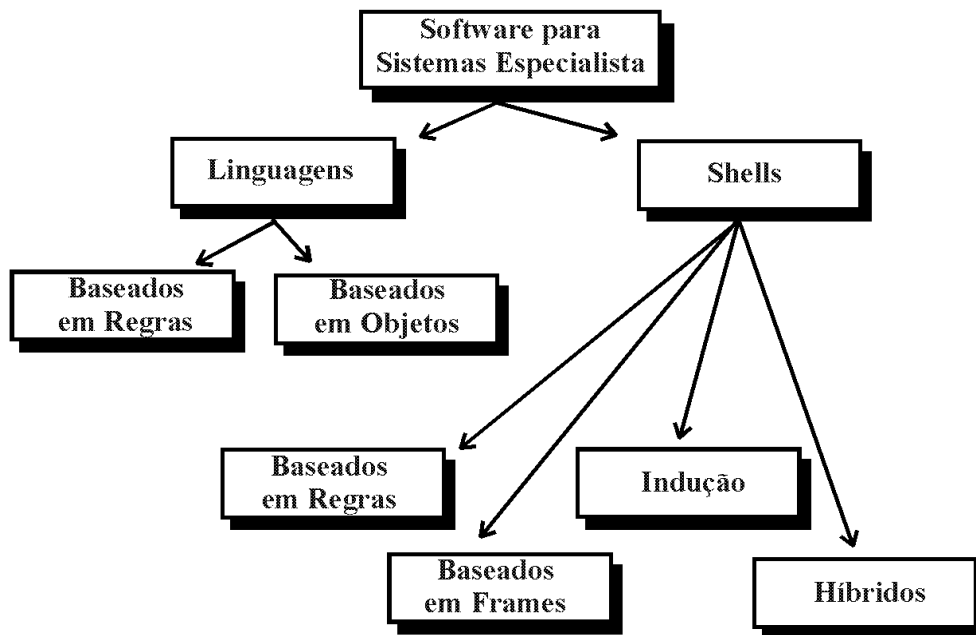 Software para
Sistemas Especialista
Linguagens
Shells
Baseados
em Regras
Baseados
em Objetos
Baseados
em Regras
Indução
Baseados
em Frames
Híbridos